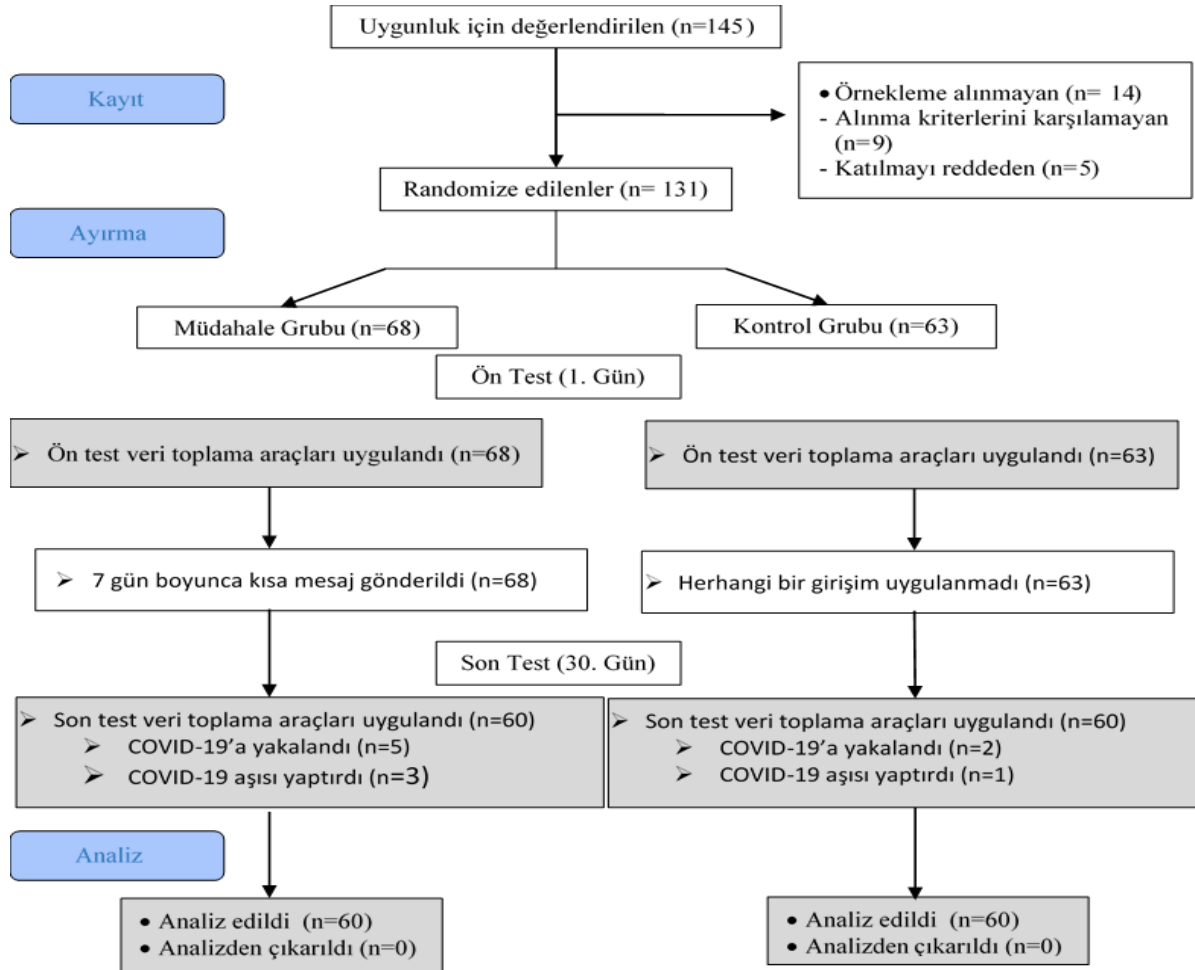 Uygunluk için değerlendirilen (n=145)
Kayıt
• Örnekleme alınmayan (n= 14)
- Alınma kriterlerini karşılamayan
(n=9)
- Katılmayı reddeden (n=5)
Randomize edilenler (n= 131)
Ayırma
Müdahale Grubu (n=68)
Kontrol Grubu (n=63)
Ön Test (1. Gün)
➢ Ön test veri toplama araçları uygulandı (n=68)
➢ Ön test veri toplama araçları uygulandı (n=63)
➢ 7 gün boyunca kısa mesaj gönderildi (n=68)
➢ Herhangi bir girişim uygulanmadı (n=63)
Son Test (30. Gün)
➢ Son test veri toplama araçları uygulandı (n=60)
➢ COVID-19’a yakalandı (n=5)
➢ COVID-19 aşısı yaptırdı (n=3)
➢ Son test veri toplama araçları uygulandı (n=60)
➢ COVID-19’a yakalandı (n=2)
➢ COVID-19 aşısı yaptırdı (n=1)
Analiz
• Analiz edildi (n=60)
• Analizden çıkarıldı (n=0)
• Analiz edildi (n=60)
• Analizden çıkarıldı (n=0)